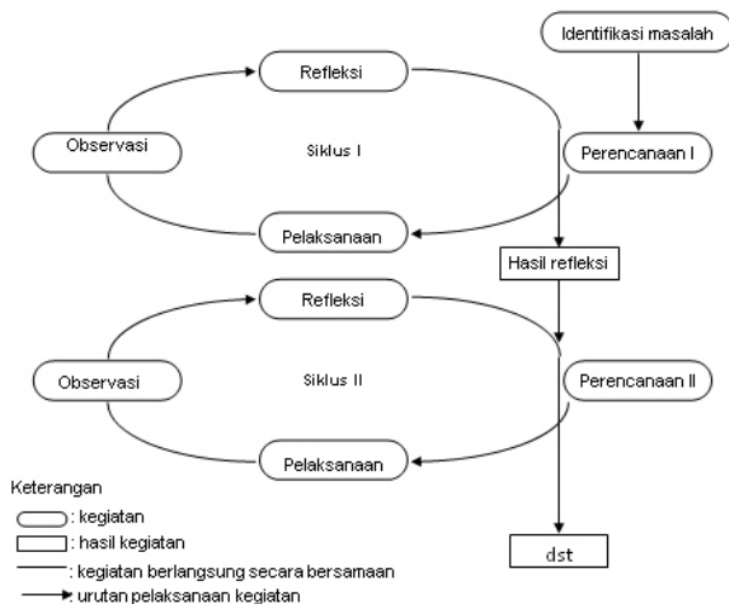 Identifikasi masalah
Refleksi
Observasi
Siklus I
Perencanaan I
Pelaksanaan
Hasil refleksi
Refleksi
Observasi
Siklus II
Perencanaan II
Pelaksanaan
Keterangan
: kegiatan
: hasil kegiatan
: kegiatan berlangsung secara bersamaan
: urutan pelaksanaan kegiatan
dst